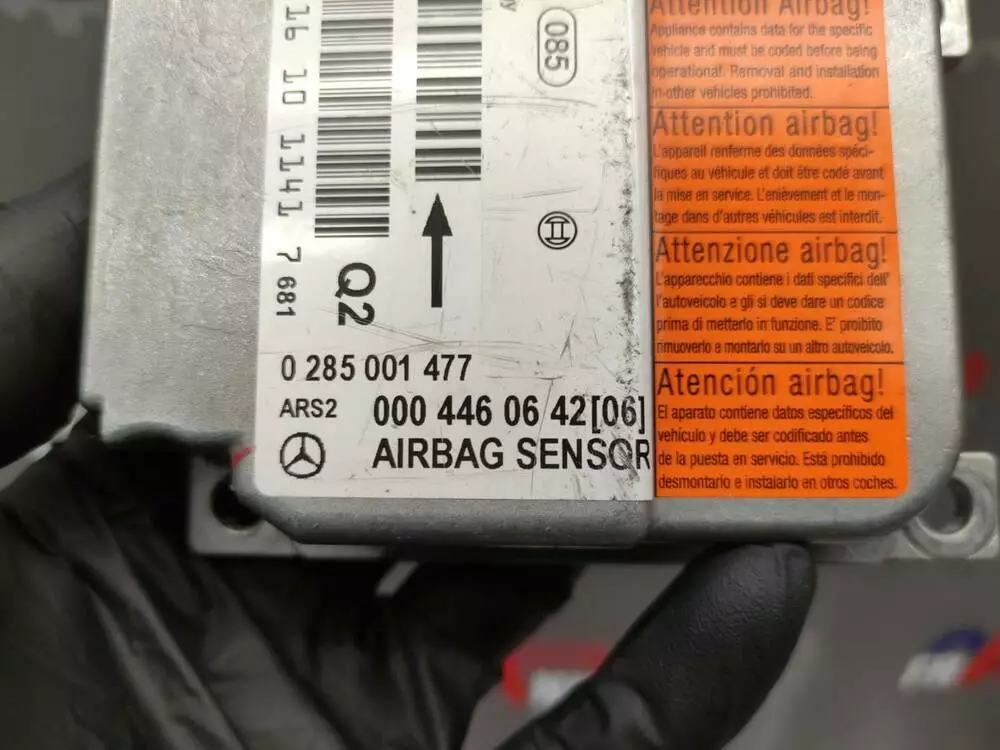 16 10 1141 7 681
Q2
085
0 285 001 477
ARS2 000 446 06 42[06]
AIRBAG SENSOR
Attention Airbag!
Appliance contains data for the specific
vehicle and must be coded before being
operational. Removal and installation
in other vehicles prohibited.
Attention airbag!
L'appareil renferme des données spéci-
fiques au véhicule et doit être codé avant
la mise en service. L'enièvement et le mon-
tage dans d'autres véhicules est interdit.
Attenzione airbag!
L'apparecchio contiene i dati specifici dell'
l'autoveicolo e gli si deve dare un codice
prima di metterlo in funzione. E' proibito
rimuoverlo e montarlo su un altro autoveicolo.
Atención airbag!
El aparato contiene datos específicos del
vehículo y debe ser codificado antes
de la puesta en servicio. Está prohibido
desmontarlo e instalarlo en otros coches.